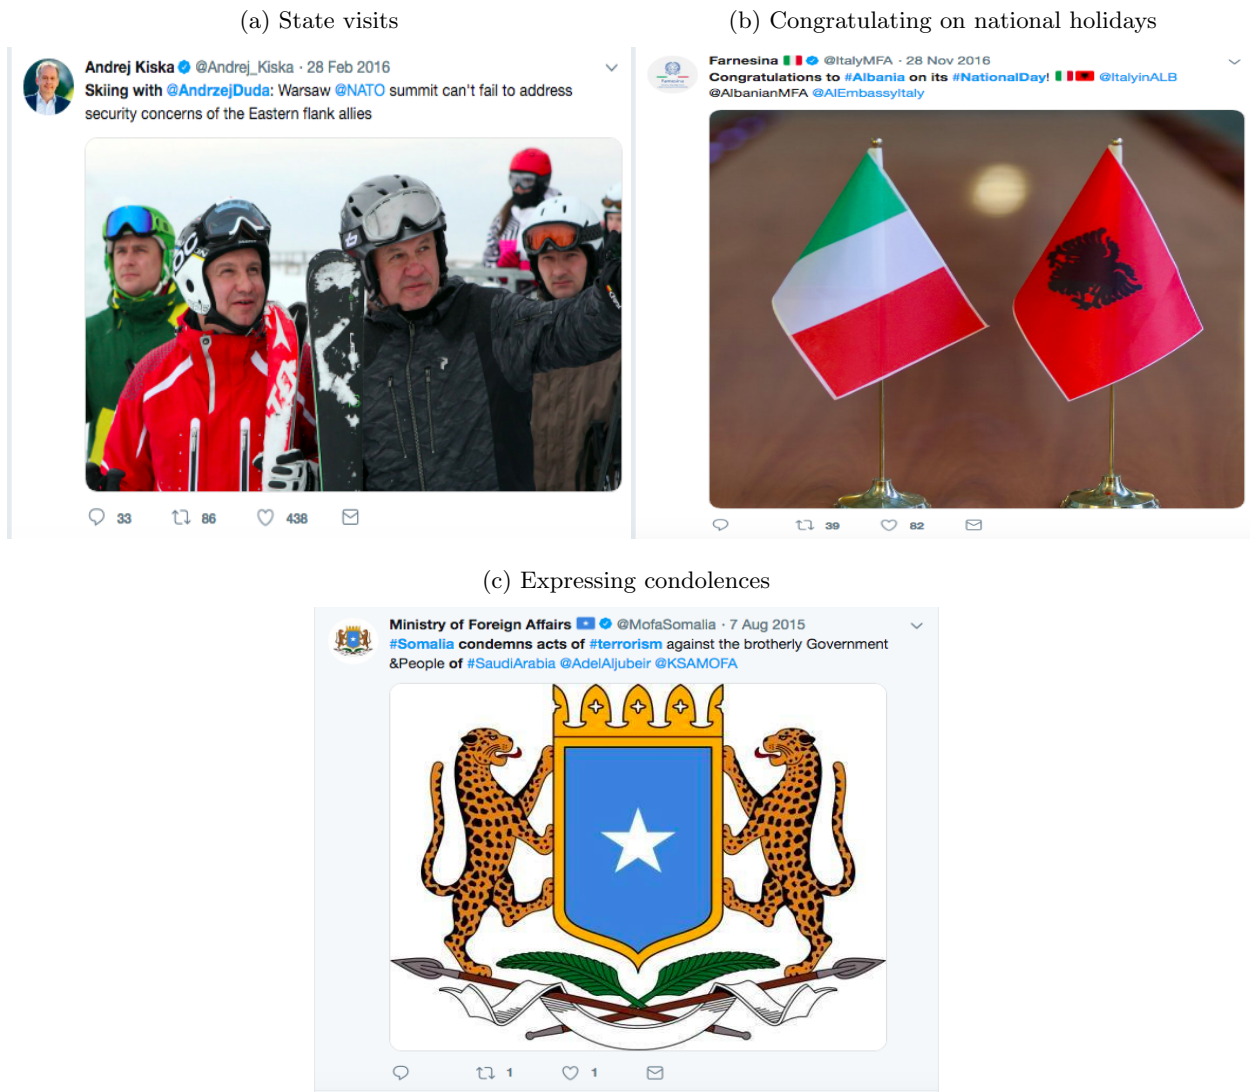 (a) State visits
Andrej Kiska @Andrej_Kiska · 28 Feb 2016
Skiing with @AndrzejDuda: Warsaw @NATO summit can't fail to address
security concerns of the Eastern flank allies
33 86 438
(b) Congratulating on national holidays
Farnesina @ItalyMFA · 28 Nov 2016
Congratulations to #Albania on its #NationalDay! @ItalyinALB
@AlbanianMFA @AlEmbassyItaly
39 82
(c) Expressing condolences
Ministry of Foreign Affairs @MofaSomalia · 7 Aug 2015
#Somalia condemns acts of #terrorism against the brotherly Government
&People of #SaudiArabia @AdelAljubeir @KSAMOFA
1 1